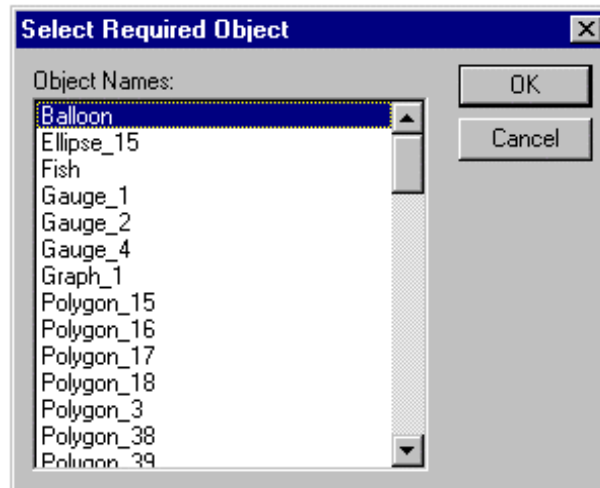 Select Required Object
Object Names:
OK
Cancel
Balloon
Ellipse_15
Fish
Gauge_1
Gauge_2
Gauge_4
Graph_1
Polygon_15
Polygon_16
Polygon_17
Polygon_18
Polygon_3
Polygon_38
Polygon_39